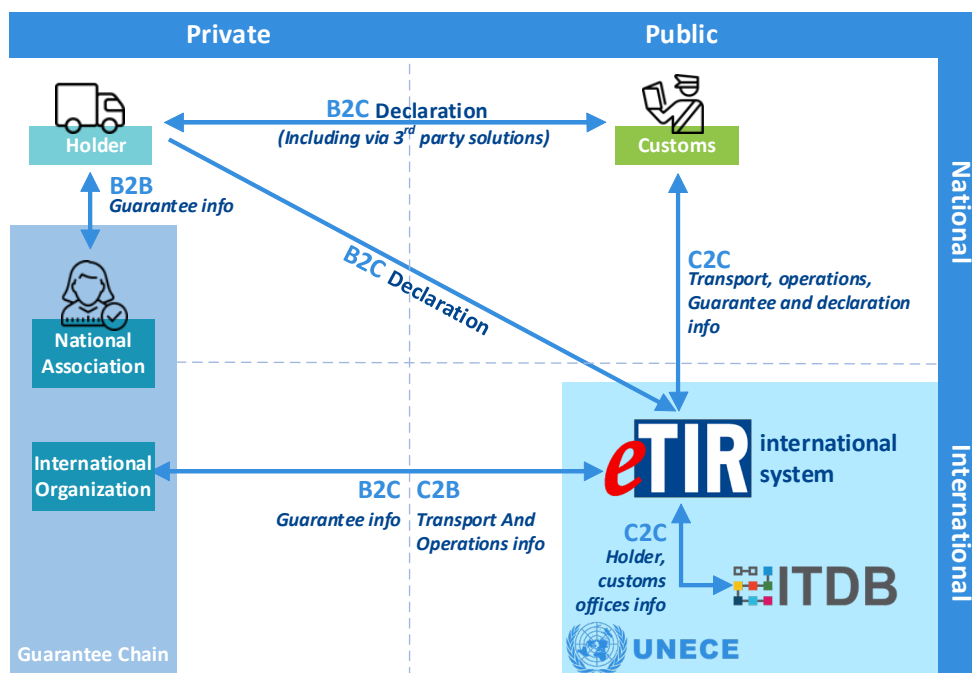 Private
Public
National
International
Holder
B2C Declaration
(Including via 3rd party solutions)
Customs
B2B
Guarantee info
B2C Declaration
C2C
Transport, operations,
Guarantee and declaration
info
National
Association
International
Organization
B2C
Guarantee info
C2B
Transport And
Operations info
eTIR
international
system
C2C
Holder,
customs
offices info
ITDB
UNECE
Guarantee Chain